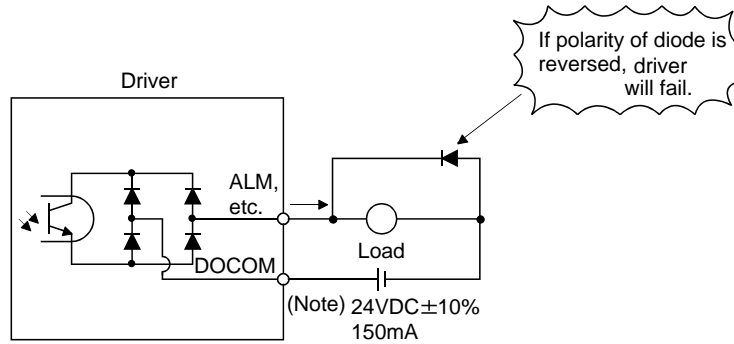 If polarity of diode is
reversed, driver
will fail.
Driver
ALM,
etc.
Load
DOCOM
(Note) 24VDC±10%
150mA